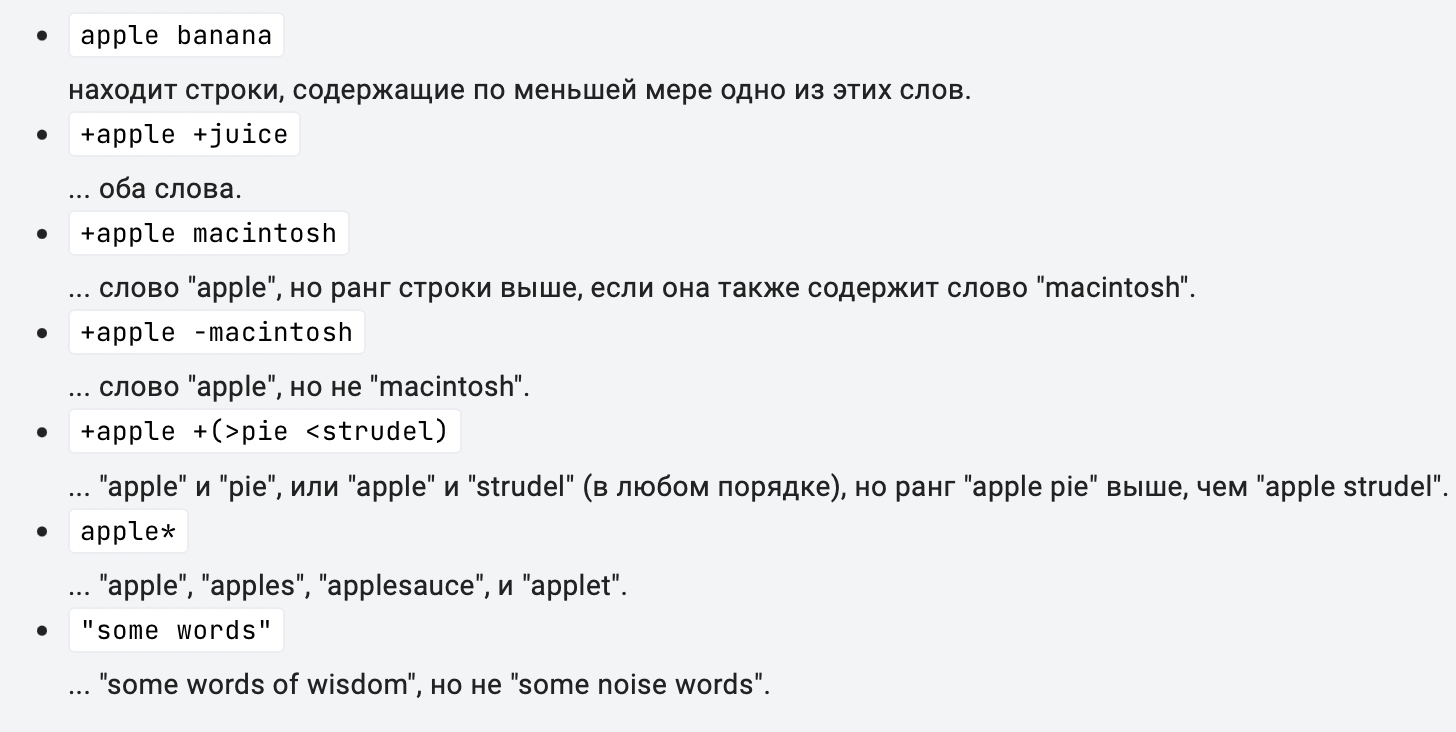 apple banana
находит строки, содержащие по меньшей мере одно из этих слов.
+apple +juice
... оба слова.
+apple macintosh
... слово "apple", но ранг строки выше, если она также содержит слово "macintosh".
+apple -macintosh
... слово "apple", но не "macintosh".
+apple +(>pie <strudel)
... "apple" и "pie", или "apple" и "strudel" (в любом порядке), но ранг "apple pie" выше, чем "apple strudel".
apple*
... "apple", "apples", "applesauce", и "applet".
"some words"
... "some words of wisdom", но не "some noise words".